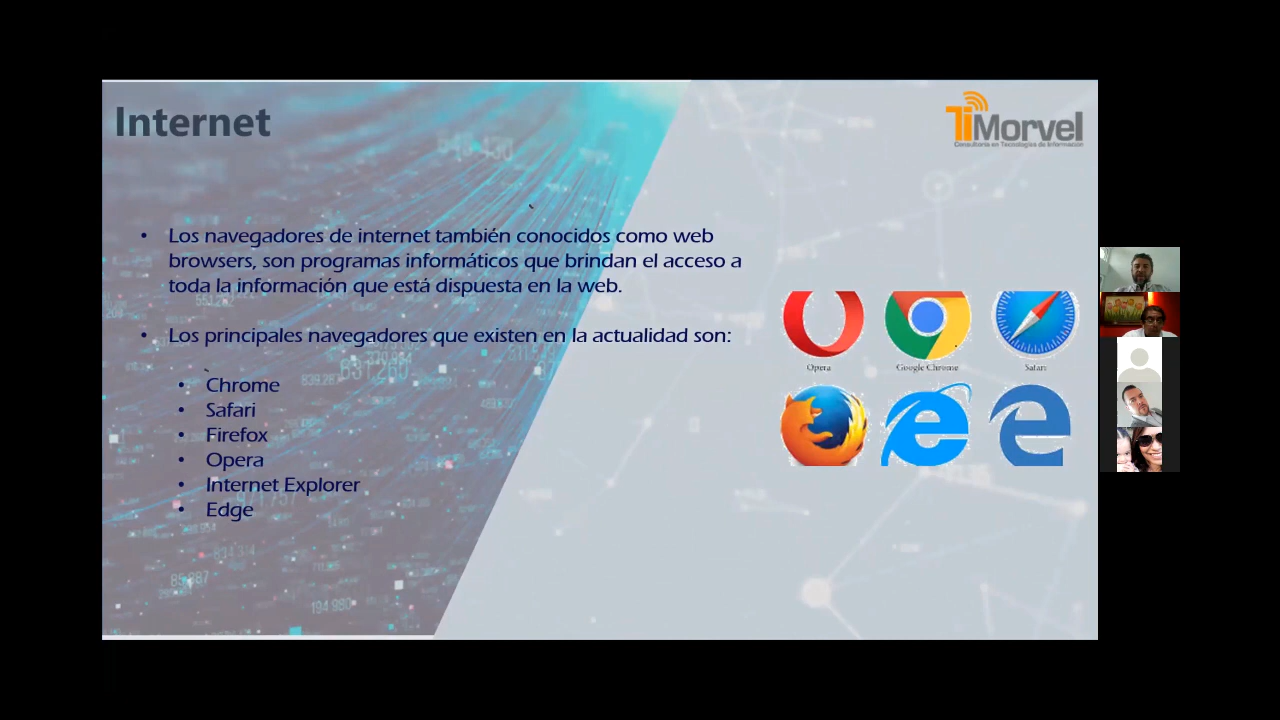 Internet
TiMorvel
Consultoría en Tecnologías de Información
• Los navegadores de internet también conocidos como web
browsers, son programas informáticos que brindan el acceso a
toda la información que está dispuesta en la web.
• Los principales navegadores que existen en la actualidad son:
• Chrome
• Safari
• Firefox
• Opera
• Internet Explorer
• Edge
Opera
Google Chrome
Safari
194.980